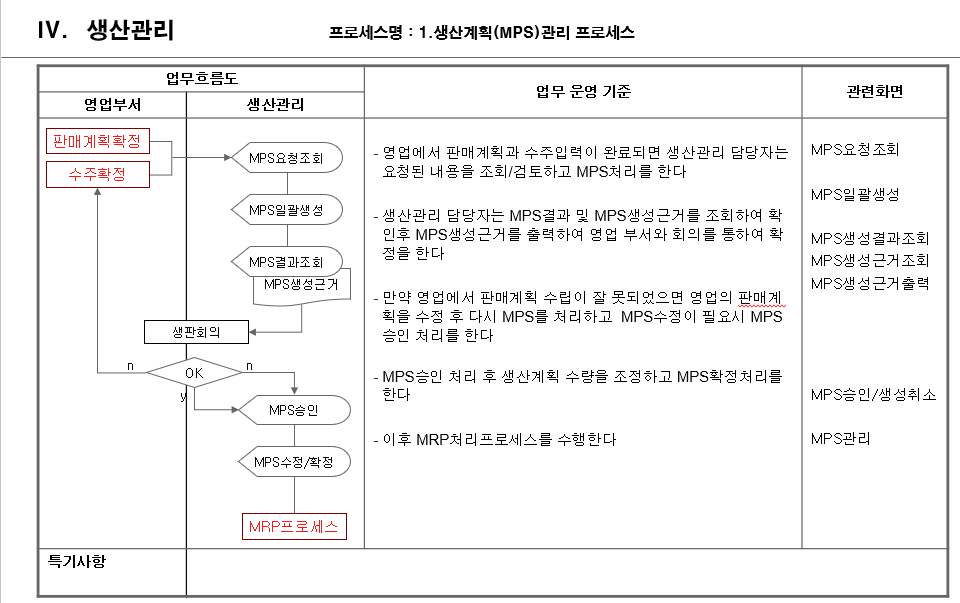 IV. 생산관리
프로세스명 : 1.생산계획(MPS)관리 프로세스
업무흐름도
업무 운영 기준
관련화면
영업부서
생산관리
판매계획확정
수주확정
MPS요청조회
MPS일괄생성
MPS결과조회
MPS생성근거
생판회의
n
OK
n
y
MPS승인
MPS수정/확정
MRP프로세스
- 영업에서 판매계획과 수주입력이 완료되면 생산관리 담당자는
요청된 내용을 조회/검토하고 MPS처리를 한다
- 생산관리 담당자는 MPS결과 및 MPS생성근거를 조회하여 확
인후 MPS생성근거를 출력하여 영업 부서와 회의를 통하여 확
정을 한다
- 만약 영업에서 판매계획 수립이 잘 못되었으면 영업의 판매계
획을 수정 후 다시 MPS를 처리하고 MPS수정이 필요시 MPS
승인 처리를 한다
- MPS승인 처리 후 생산계획 수량을 조정하고 MPS확정처리를
한다
- 이후 MRP처리프로세스를 수행한다
MPS요청조회
MPS일괄생성
MPS생성결과조회
MPS생성근거조회
MPS생성근거출력
MPS승인/생성취소
MPS관리
특기사항